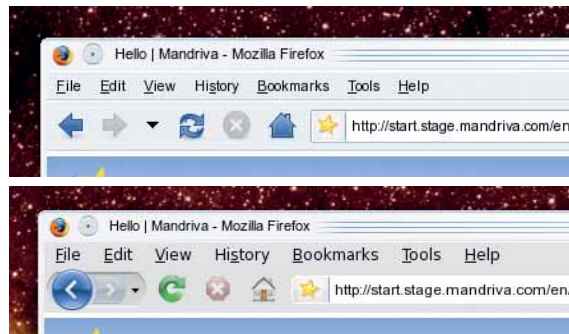 Hello | Mandriva - Mozilla Firefox
File Edit View History Bookmarks Tools Help
http://start.stage.mandriva.com/en
Hello | Mandriva - Mozilla Firefox
File Edit View History Bookmarks Tools Help
http://start.stage.mandriva.com/en/